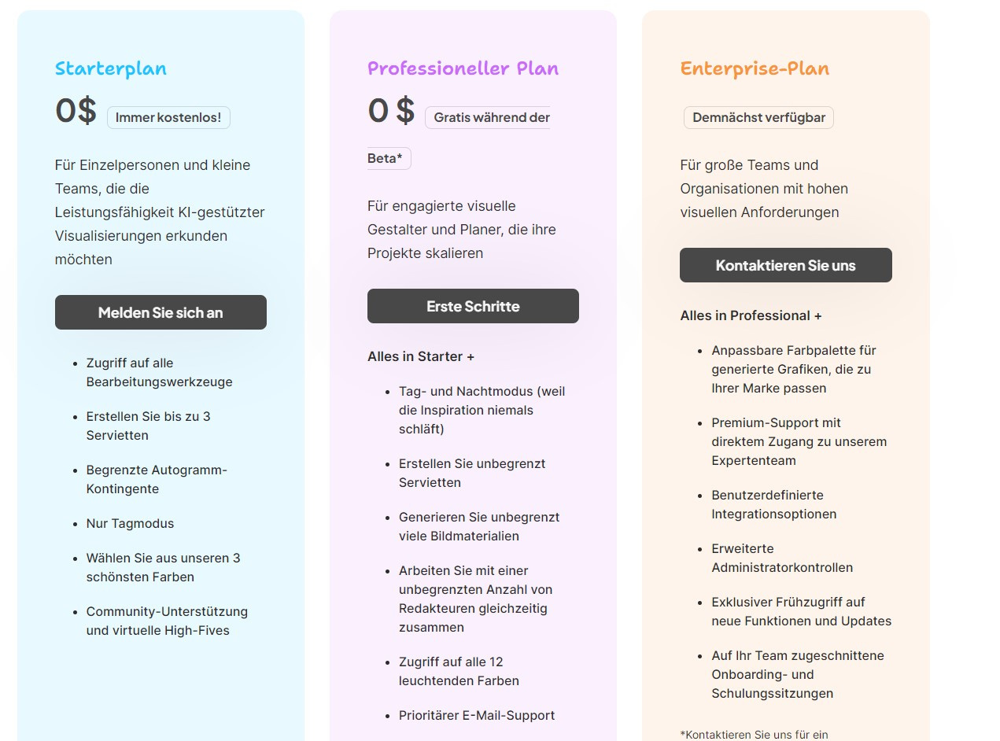 Starterplan
0$ Immer kostenlos!
Für Einzelpersonen und kleine
Teams, die die
Leistungsfähigkeit KI-gestützter
Visualisierungen erkunden
möchten
Melden Sie sich an
• Zugriff auf alle
Bearbeitungswerkzeuge
• Erstellen Sie bis zu 3
Servietten
• Begrenzte Autogramm-
Kontingente
• Nur Tagmodus
• Wählen Sie aus unseren 3
schönsten Farben
• Community-Unterstützung
und virtuelle High-Fives
Professioneller Plan
0 $ Gratis während der
Beta*
Für engagierte visuelle
Gestalter und Planer, die ihre
Projekte skalieren
Erste Schritte
Alles in Starter +
• Tag- und Nachtmodus (weil
die Inspiration niemals
schläft)
• Erstellen Sie unbegrenzt
Servietten
• Generieren Sie unbegrenzt
viele Bildmaterialien
• Arbeiten Sie mit einer
unbegrenzten Anzahl von
Redakteuren gleichzeitig
zusammen
• Zugriff auf alle 12
leuchtenden Farben
• Prioritärer E-Mail-Support
Enterprise-Plan
Demnächst verfügbar
Für große Teams und
Organisationen mit hohen
visuellen Anforderungen
Kontaktieren Sie uns
Alles in Professional +
• Anpassbare Farbpalette für
generierte Grafiken, die zu
Ihrer Marke passen
• Premium-Support mit
direktem Zugang zu unserem
Expertenteam
• Benutzerdefinierte
Integrationsoptionen
• Erweiterte
Administratorkontrollen
• Exklusiver Frühzugriff auf
neue Funktionen und Updates
• Auf Ihr Team zugeschnittene
Onboarding- und
Schulungssitzungen
*Kontaktieren Sie uns für ein